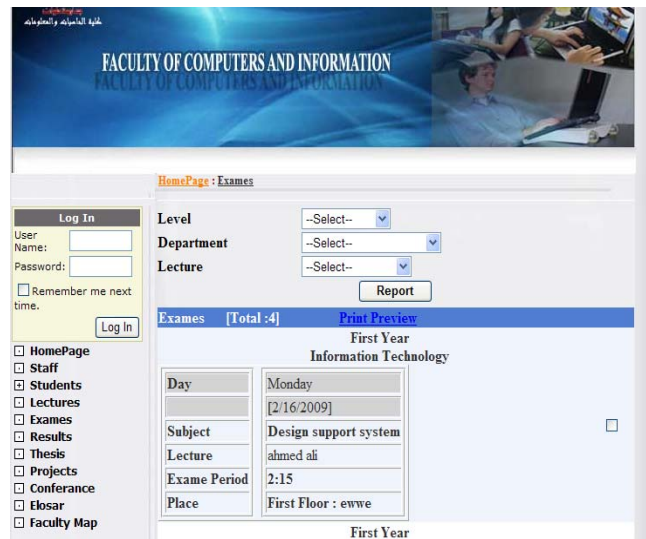 كلية الحاسبات والمعلومات
FACULTY OF COMPUTERS AND INFORMATION
HomePage : Exames
Log In
User Name:
Password:
Remember me next time.
Log In
HomePage
Staff
Students
Lectures
Exames
Results
Thesis
Projects
Conferance
Elosar
Faculty Map
Level --Select--
Department --Select--
Lecture --Select--
Report
Exames [Total :4] Print Preview
First Year
Information Technology
Day Monday
[2/16/2009]
Subject Design support system
Lecture ahmed ali
Exame Period 2:15
Place First Floor : ewwe
First Year